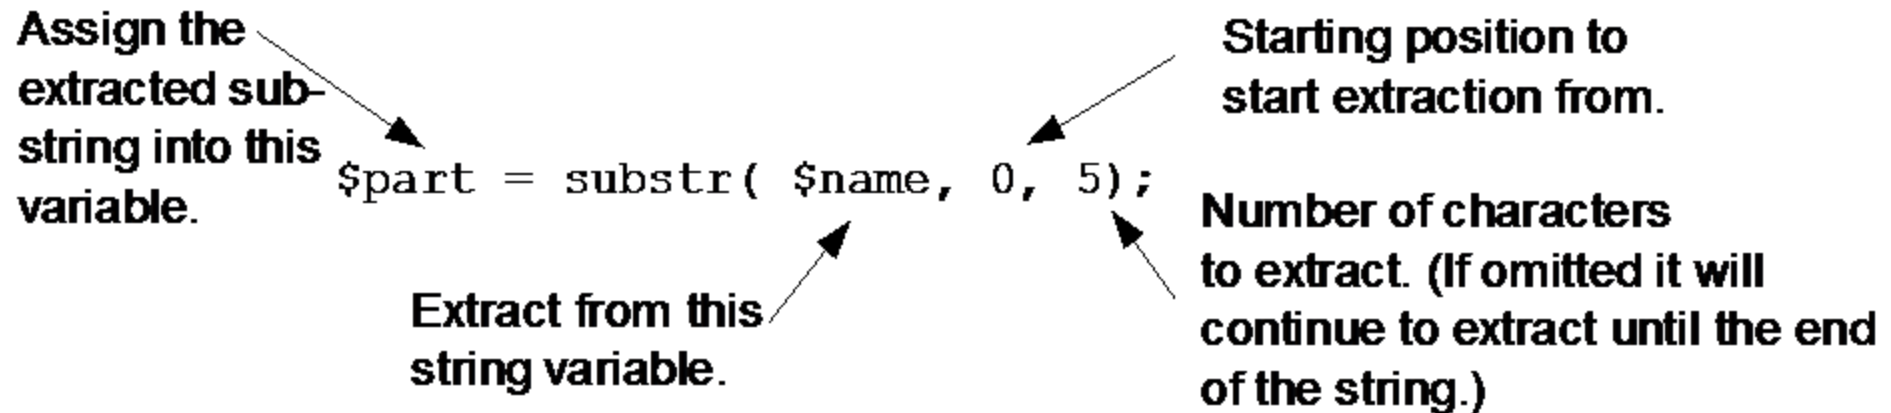 Assign the
extracted sub-
string into this
variable.
Starting position to
start extraction from.
$part = substr( $name, 0, 5);
Extract from this
string variable.
Number of characters
to extract. (If omitted it will
continue to extract until the end
of the string.)